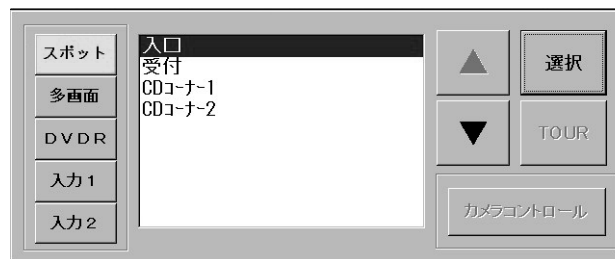 スポット
多画面
DVDR
入力1
入力2
入口
受付
CDコーナー1
CDコーナー2
選択
TOUR
カメラコントロール